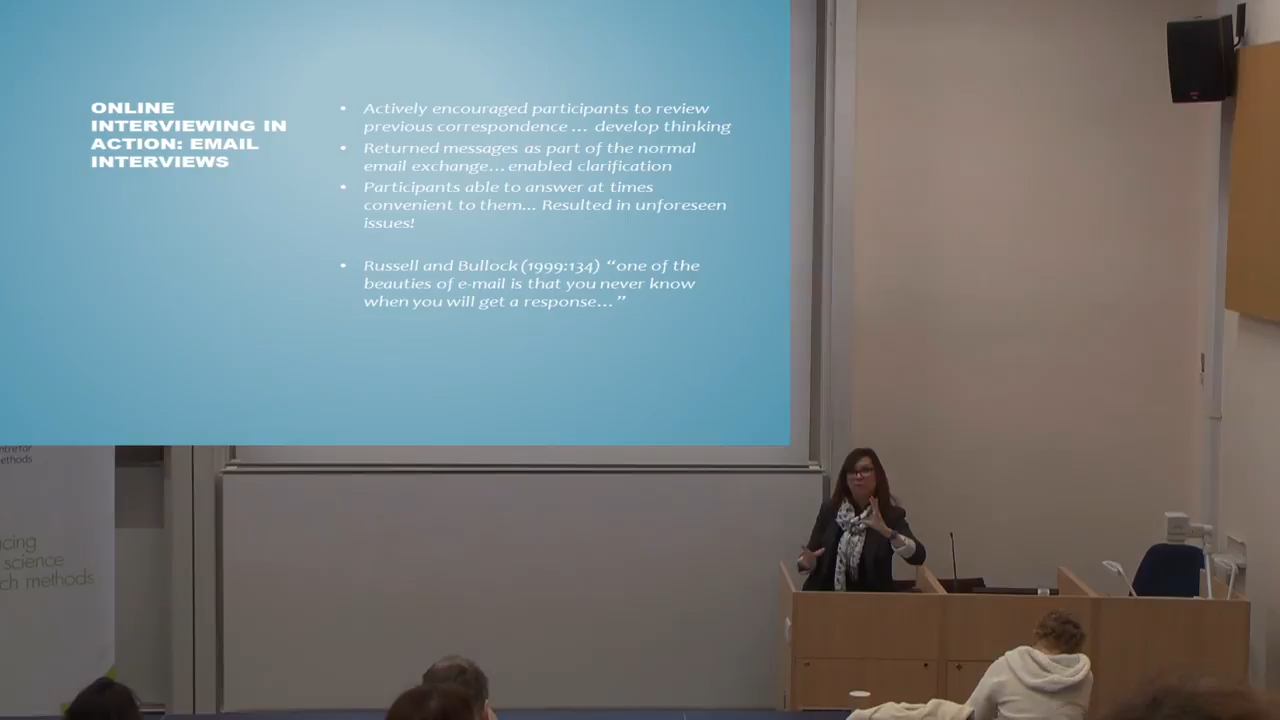 ONLINE
INTERVIEWING IN
ACTION: EMAIL
INTERVIEWS
• Actively encouraged participants to review
previous correspondence … develop thinking
• Returned messages as part of the normal
email exchange… enabled clarification
• Participants able to answer at times
convenient to them... Resulted in unforeseen
issues!
• Russell and Bullock (1999:134) “one of the
beauties of e-mail is that you never know
when you will get a response…”
science
methods